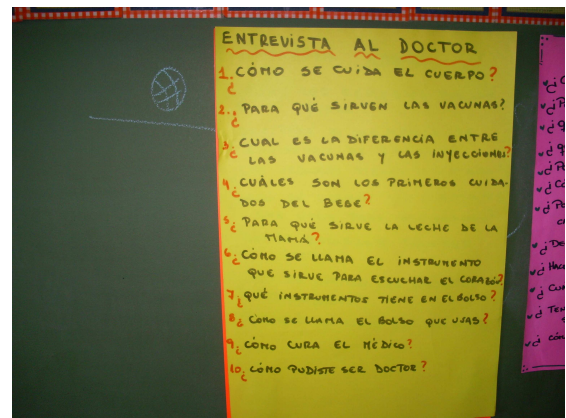 ENTREVISTA AL DOCTOR
1. ¿CÓMO SE CUIDA EL CUERPO?
2. ¿PARA QUÉ SIRVEN LAS VACUNAS?
3. ¿CUAL ES LA DIFERENCIA ENTRE
LAS VACUNAS Y LAS INYECCIONES?
4. ¿CUÁLES SON LOS PRIMEROS CUIDA-
DOS DEL BEBE?
5. ¿PARA QUÉ SIRVE LA LECHE DE LA
MAMÁ?
6. ¿CÓMO SE LLAMA EL INSTRUMENTO
QUE SIRVE PARA ESCUCHAR EL CORAZÓN?
7. ¿QUÉ INSTRUMENTOS TIENE EN EL BOLSO?
8. ¿COMO SE LLAMA EL BOLSO QUE USAS?
9. ¿CÓMO CURA EL MÉDICO?
10. ¿CÓMO PUDISTE SER DOCTOR?